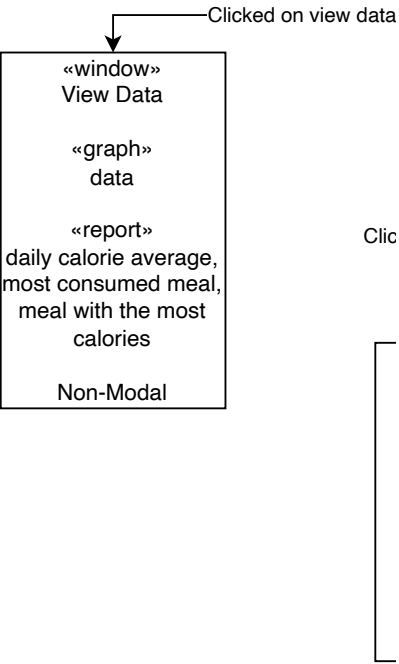 Clicked on view data
«window»
View Data
«graph»
data
«report»
daily calorie average,
most consumed meal,
meal with the most
calories
Non-Modal